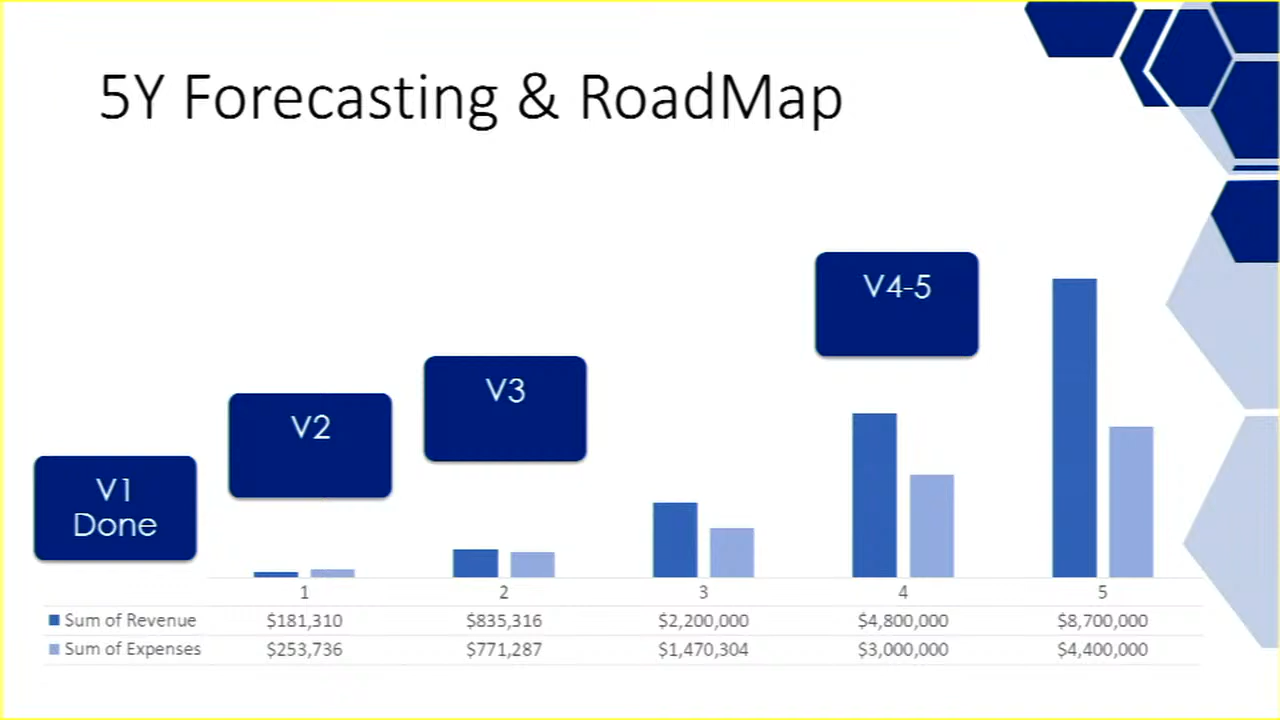 5Y Forecasting & RoadMap
V4-5
V3
V2
V1
Done
1 2 3 4 5
Sum of Revenue $181,310 $835,316 $2,200,000 $4,800,000 $8,700,000
Sum of Expenses $253,736 $771,287 $1,470,304 $3,000,000 $4,400,000